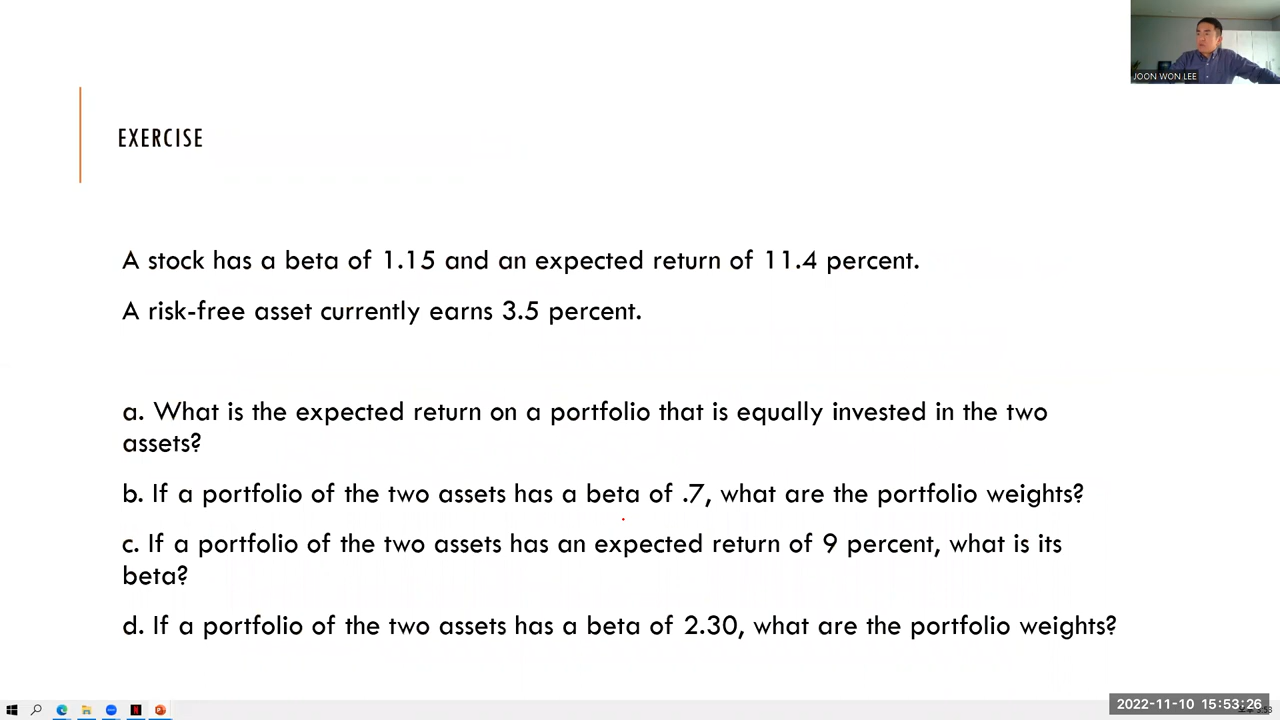 JOON WON LEE
EXERCISE
A stock has a beta of 1.15 and an expected return of 11.4 percent.
A risk-free asset currently earns 3.5 percent.
a. What is the expected return on a portfolio that is equally invested in the two
assets?
b. If a portfolio of the two assets has a beta of .7, what are the portfolio weights?
c. If a portfolio of the two assets has an expected return of 9 percent, what is its
beta?
d. If a portfolio of the two assets has a beta of 2.30, what are the portfolio weights?
2022-11-10 15:53:26